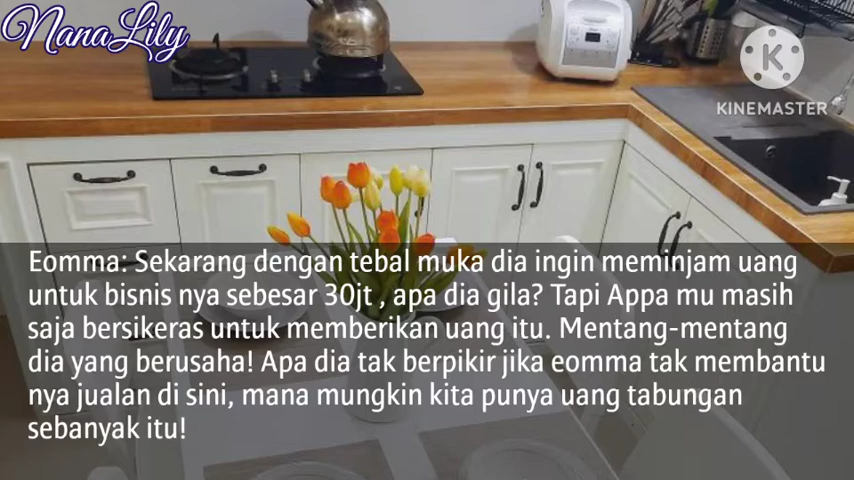 NanaLily
KINEMASTER
Eomma: Sekarang dengan tebal muka dia ingin meminjam uang
untuk bisnis nya sebesar 30jt , apa dia gila? Tapi Appa mu masih
saja bersikeras untuk memberikan uang itu. Mentang-mentang
dia yang berusaha! Apa dia tak berpikir jika eomma tak membantu
nya jualan di sini, mana mungkin kita punya uang tabungan
sebanyak itu!